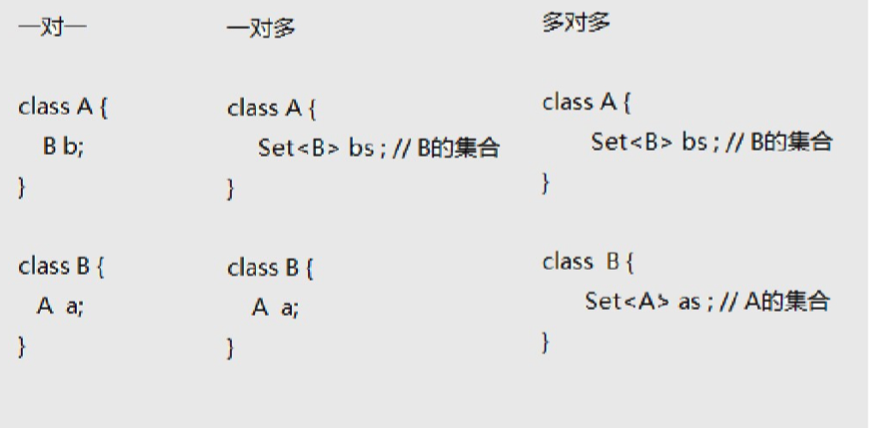 一对一
class A {
B b;
}
class B {
A a;
}
一对多
class A {
Set<B> bs ; // B的集合
}
class B {
A a;
}
多对多
class A {
Set<B> bs ; // B的集合
}
class B {
Set<A> as ; // A的集合
}